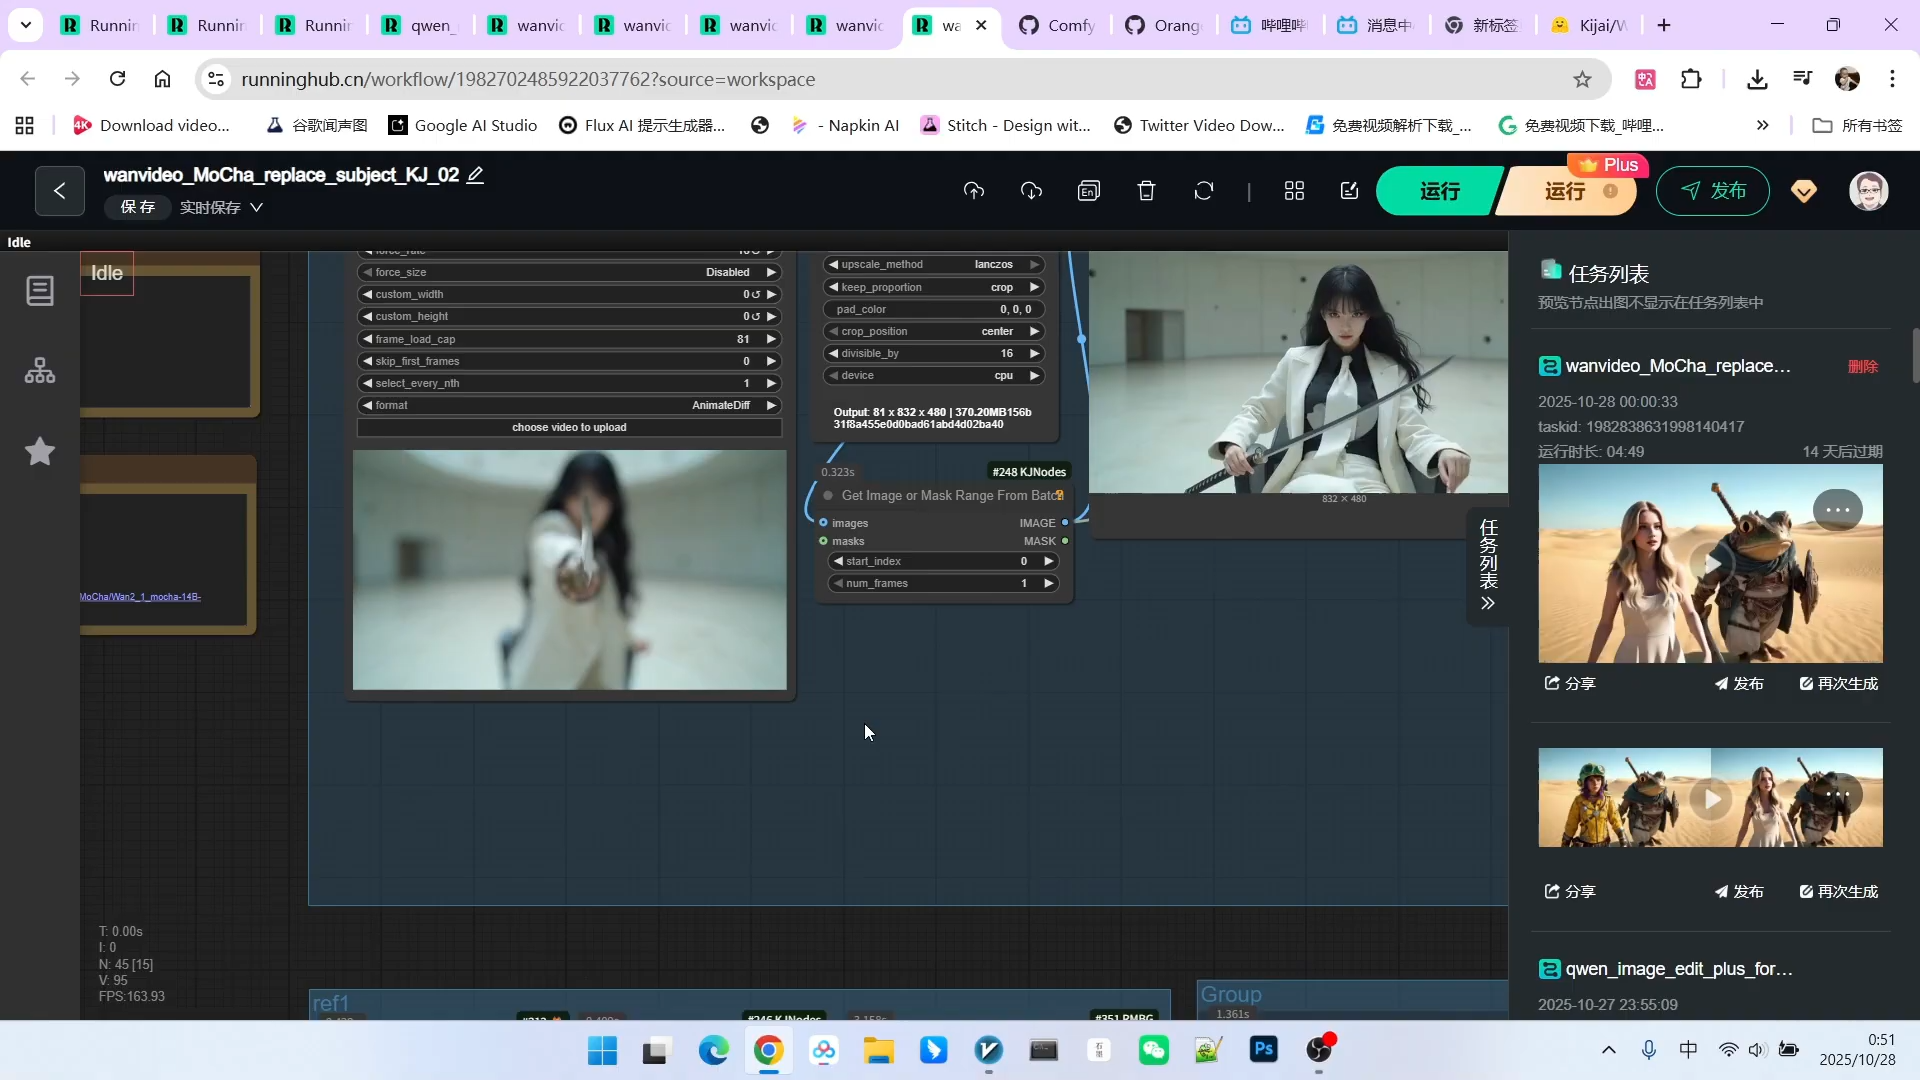 Runnin
Runnin
Runnin
qwen_
wanvic
wanvic
wanvic
wanvic
wa
Comfy
Orang
哔哩哔
消息中
新标签
Kijai/W
runninghub.cn/workflow/1982702485922037762?source=workspace
Download video...
谷歌闻声图
Google AI Studio
Flux AI 提示生成器...
- Napkin AI
Stitch - Design wit...
Twitter Video Dow...
免费视频解析下载_...
免费视频下载_哔哩...
所有书签
wanvideo_MoCha_replace_subject_KJ_02
保存
实时保存
运行
运行
Plus
发布
Idle
Idle
force_size
Disabled
custom_width
0
custom_height
0
frame_load_cap
81
skip_first_frames
0
select_every_nth
1
format
AnimateDiff
choose video to upload
MoCha/Wan2_1_mocha-14B-
upscale_method
lanczos
keep_proportion
crop
pad_color
0, 0, 0
crop_position
center
divisible_by
16
device
cpu
Output: 81 x 832 x 480 | 370.20MB156b
31f8a455e0d0bad61abd4d02ba40
0.323s
#248 KJNodes
Get Image or Mask Range From Batc
images
IMAGE
masks
MASK
start_index
0
num_frames
1
832 × 480
任务列表
任务列表
预览节点出图不显示在任务列表中
wanvideo_MoCha_replace...
删除
2025-10-28 00:00:33
taskid: 1982838631998140417
运行时长: 04:49
14 天后过期
分享
发布
再次生成
分享
发布
再次生成
qwen_image_edit_plus_for...
2025-10-27 23:55:09
T: 0.00s
I: 0
N: 45 [15]
V: 95
FPS:163.93
ref1
#246 KJNodes
3.158s
#351 RMBG
Group
1.361s
中
0:51
2025/10/28